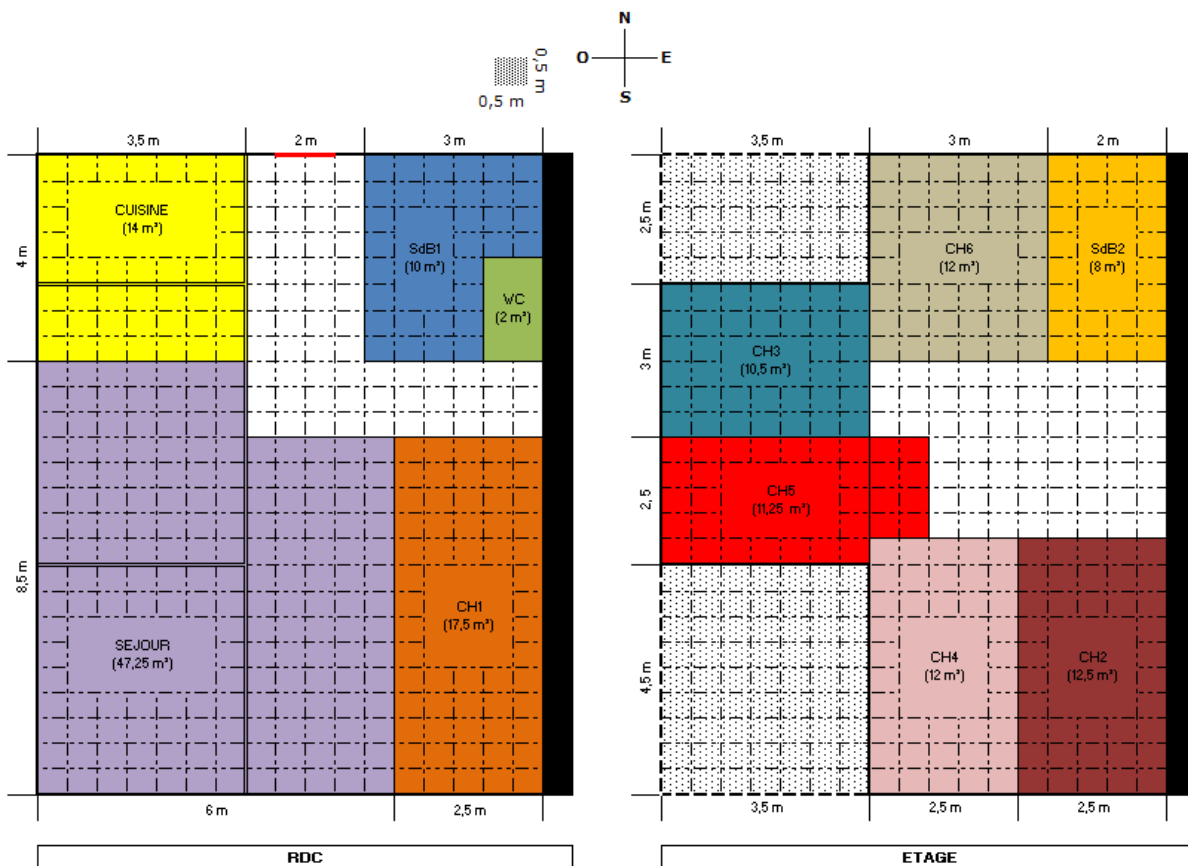 N
O
E
S
0,5 m
0,5 m
3,5 m
2 m
3 m
4 m
8,5 m
CUISINE
(14 m²)
SdB1
(10 m²)
WC
(2 m²)
SEJOUR
(47,25 m²)
CH1
(17,5 m²)
6 m
2,5 m
RDC
3,5 m
3 m
2 m
2,5 m
3 m
2,5
4,5 m
CH6
(12 m²)
SdB2
(8 m²)
CH3
(10,5 m²)
CH5
(11,25 m²)
CH4
(12 m²)
CH2
(12,5 m²)
3,5 m
2,5 m
2,5 m
ETAGE